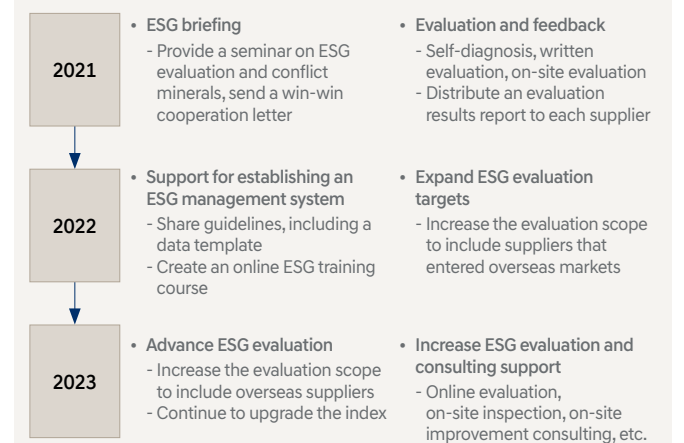 2021
• ESG briefing
- Provide a seminar on ESG
evaluation and conflict
minerals, send a win-win
cooperation letter
• Evaluation and feedback
- Self-diagnosis, written
evaluation, on-site evaluation
- Distribute an evaluation
results report to each supplier
2022
• Support for establishing an
ESG management system
- Share guidelines, including a
data template
- Create an online ESG training
course
• Expand ESG evaluation
targets
- Increase the evaluation scope
to include suppliers that
entered overseas markets
2023
• Advance ESG evaluation
- Increase the evaluation scope
to include overseas suppliers
- Continue to upgrade the index
• Increase ESG evaluation and
consulting support
- Online evaluation,
on-site inspection, on-site
improvement consulting, etc.